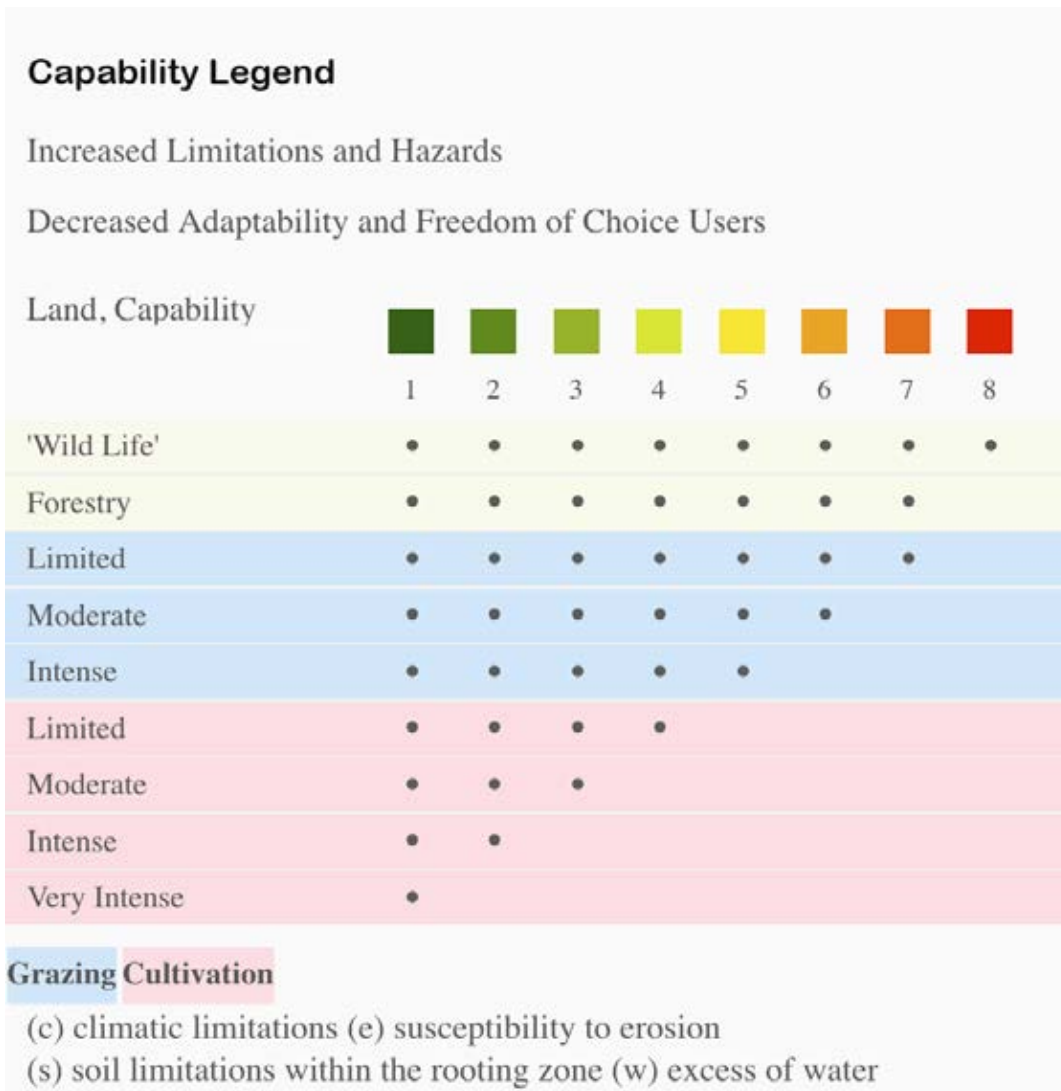 Capability Legend
Increased Limitations and Hazards
Decreased Adaptability and Freedom of Choice Users
Land, Capability
1 2 3 4 5 6 7 8
'Wild Life'
Forestry
Limited
Moderate
Intense
Limited
Moderate
Intense
Very Intense
Grazing Cultivation
(c) climatic limitations (e) susceptibility to erosion
(s) soil limitations within the rooting zone (w) excess of water